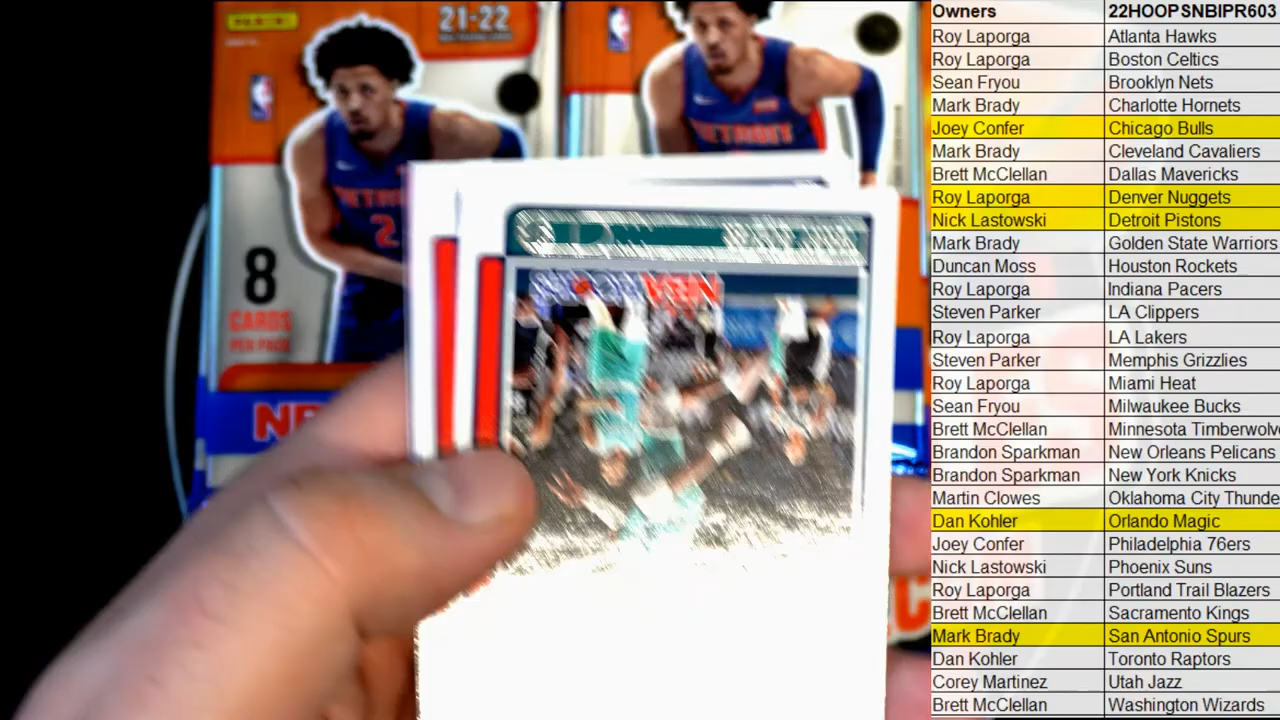 PANINI
21-22
8
CARDS
PER PACK
DETROIT
2
DETROIT
Owners 22HOOPSNBIPR603
Roy Laporga Atlanta Hawks
Roy Laporga Boston Celtics
Sean Fryou Brooklyn Nets
Mark Brady Charlotte Hornets
Joey Confer Chicago Bulls
Mark Brady Cleveland Cavaliers
Brett McClellan Dallas Mavericks
Roy Laporga Denver Nuggets
Nick Lastowski Detroit Pistons
Mark Brady Golden State Warriors
Duncan Moss Houston Rockets
Roy Laporga Indiana Pacers
Steven Parker LA Clippers
Roy Laporga LA Lakers
Steven Parker Memphis Grizzlies
Roy Laporga Miami Heat
Sean Fryou Milwaukee Bucks
Brett McClellan Minnesota Timberwolv
Brandon Sparkman New Orleans Pelicans
Brandon Sparkman New York Knicks
Martin Clowes Oklahoma City Thunde
Dan Kohler Orlando Magic
Joey Confer Philadelphia 76ers
Nick Lastowski Phoenix Suns
Roy Laporga Portland Trail Blazers
Brett McClellan Sacramento Kings
Mark Brady San Antonio Spurs
Dan Kohler Toronto Raptors
Corey Martinez Utah Jazz
Brett McClellan Washington Wizards